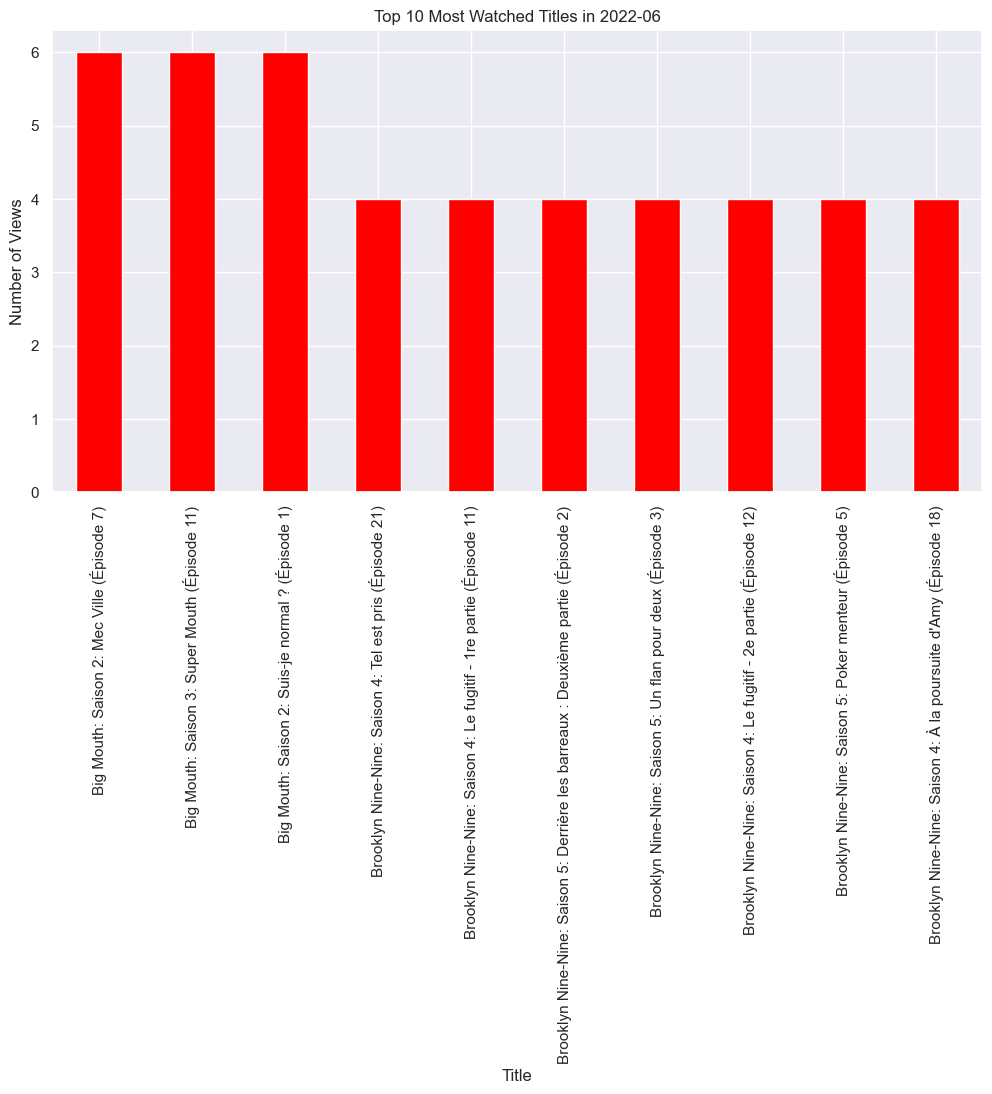 Top 10 Most Watched Titles in 2022-06
Number of Views
6
5
4
3
2
1
0
Big Mouth: Saison 2: Mec Ville (Épisode 7)
Big Mouth: Saison 3: Super Mouth (Épisode 11)
Big Mouth: Saison 2: Suis-je normal ? (Épisode 1)
Brooklyn Nine-Nine: Saison 4: Tel est pris (Épisode 21)
Brooklyn Nine-Nine: Saison 4: Le fugitif - 1re partie (Épisode 11)
Brooklyn Nine-Nine: Saison 5: Derrière les barreaux : Deuxième partie (Épisode 2)
Brooklyn Nine-Nine: Saison 5: Un flan pour deux (Épisode 3)
Brooklyn Nine-Nine: Saison 4: Le fugitif - 2e partie (Épisode 12)
Brooklyn Nine-Nine: Saison 5: Poker menteur (Épisode 5)
Brooklyn Nine-Nine: Saison 4: À la poursuite d'Amy (Épisode 18)
Title